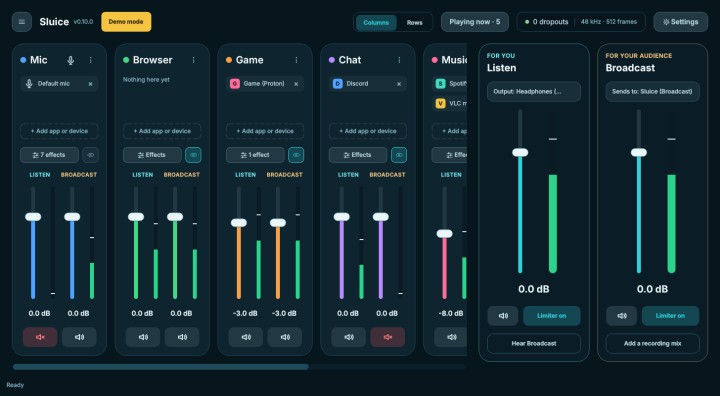 Sluice v0.10.0 Demo mode Columns Rows Playing now · 5 0 dropouts 48 kHz · 512 frames Settings
Mic
Default mic ×
+ Add app or device
7 effects
LISTEN BROADCAST
0.0 dB 0.0 dB
Browser
Nothing here yet
+ Add app or device
Effects
LISTEN BROADCAST
0.0 dB 0.0 dB
Game
G Game (Proton) ×
+ Add app or device
1 effect
LISTEN BROADCAST
-3.0 dB -3.0 dB
Chat
D Discord ×
+ Add app or device
Effects
LISTEN BROADCAST
0.0 dB 0.0 dB
Music
S Spotif
V VLC m
+ Add app
Effe
LISTEN
-8.0 dB
FOR YOU
Listen
Output: Headphones (...
0.0 dB
Limiter on
Hear Broadcast
FOR YOUR AUDIENCE
Broadcast
Sends to: Sluice (Broadcast)
0.0 dB
Limiter on
Add a recording mix
Ready